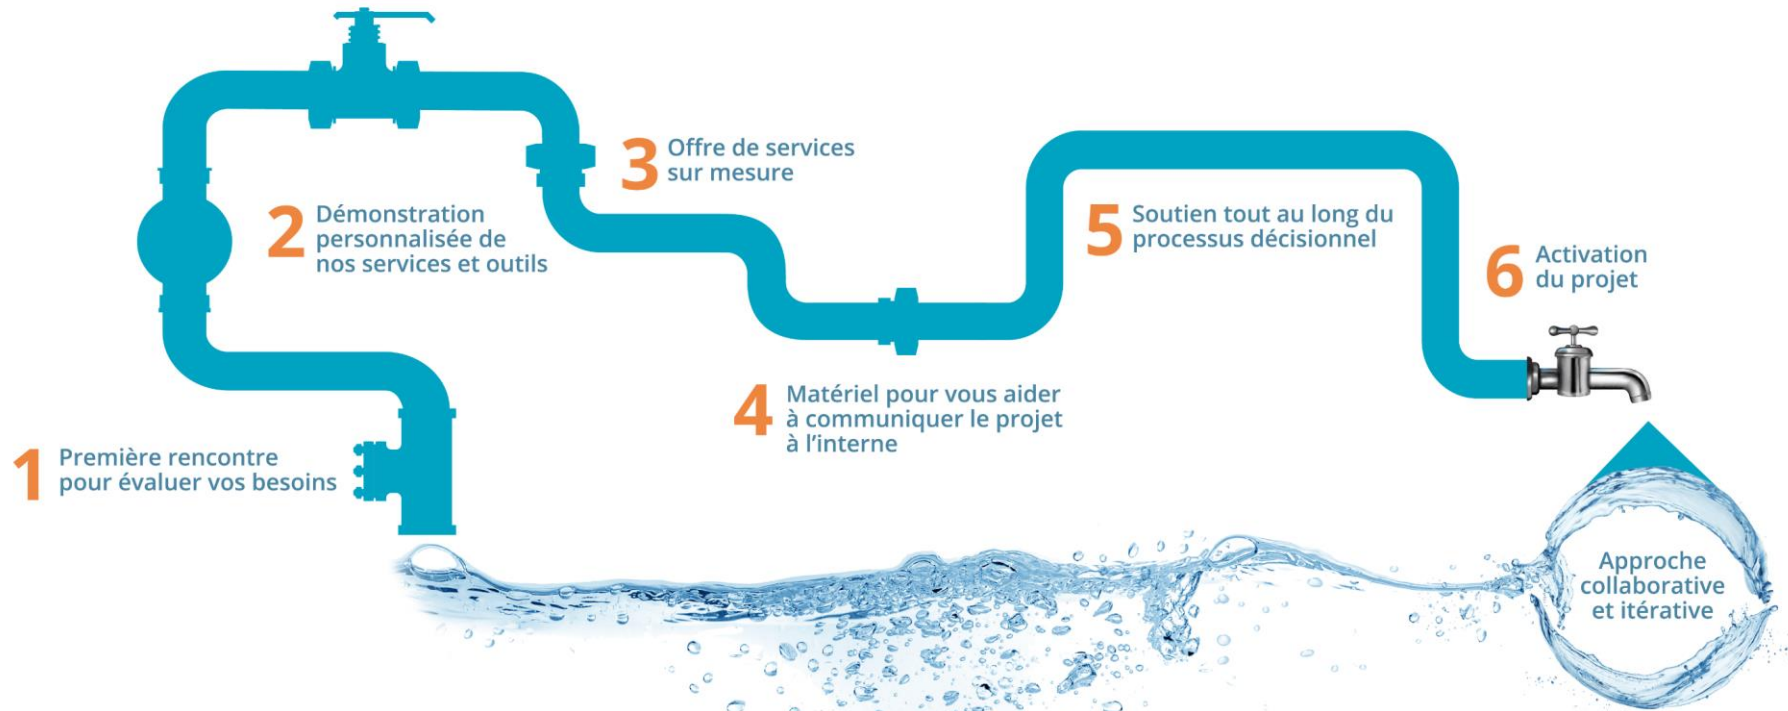 1
Première rencontre
pour évaluer vos besoins
2
Démonstration
personnalisée de
nos services et outils
3
Offre de services
sur mesure
4
Matériel pour vous aider
à communiquer le projet
à l’interne
5
Soutien tout au long du
processus décisionnel
6
Activation
du projet
Approche
collaborative
et itérative